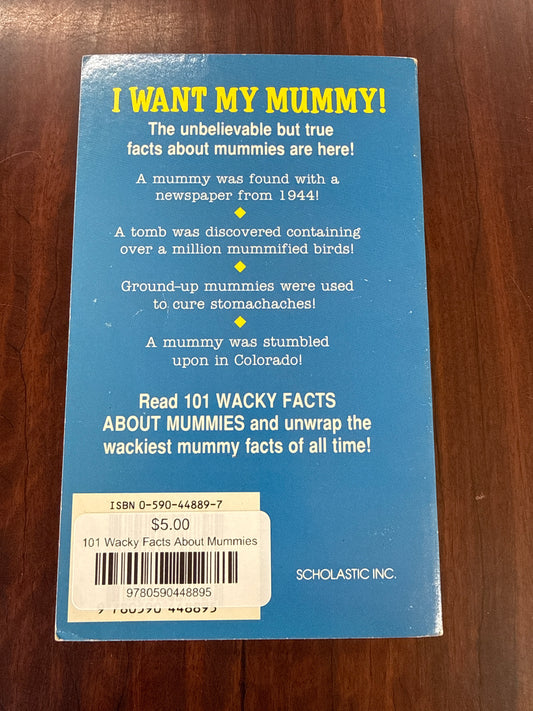 I WANT MY MUMMY!
The unbelievable but true
facts about mummies are here!
A mummy was found with a
newspaper from 1944!
A tomb was discovered containing
over a million mummified birds!
Ground-up mummies were used
to cure stomachaches!
A mummy was stumbled
upon in Colorado!
Read 101 WACKY FACTS
ABOUT MUMMIES and unwrap the
wackiest mummy facts of all time!
ISBN 0-590-44889-7
$5.00
101 Wacky Facts About Mummies
9780590448895
9 780590 448895
SCHOLASTIC INC.